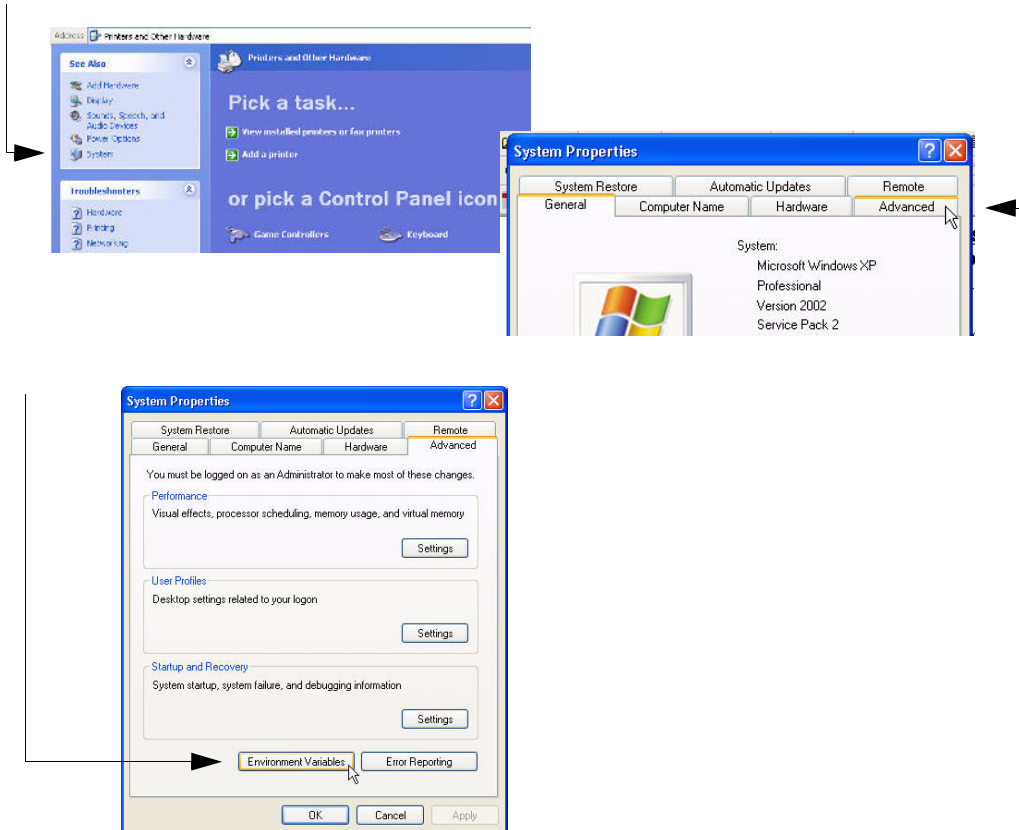 Address Printers and Other Hardware
See Also
Add Hardware
Display
Sounds, Speech, and
Audio Devices
Power Options
System
Troubleshooters
Hardware
Printing
Networking
Printers and Other Hardware
Pick a task...
View installed printers or fax printers
Add a printer
or pick a Control Panel icon
Game Controllers
Keyboard
System Properties
System Restore
Automatic Updates
Remote
General
Computer Name
Hardware
Advanced
System:
Microsoft Windows XP
Professional
Version 2002
Service Pack 2
System Properties
System Restore
Automatic Updates
Remote
General
Computer Name
Hardware
Advanced
You must be logged on as an Administrator to make most of these changes.
Performance
Visual effects, processor scheduling, memory usage, and virtual memory
Settings
User Profiles
Desktop settings related to your logon
Settings
Startup and Recovery
System startup, system failure, and debugging information
Settings
Environment Variables
Error Reporting
OK
Cancel
Apply